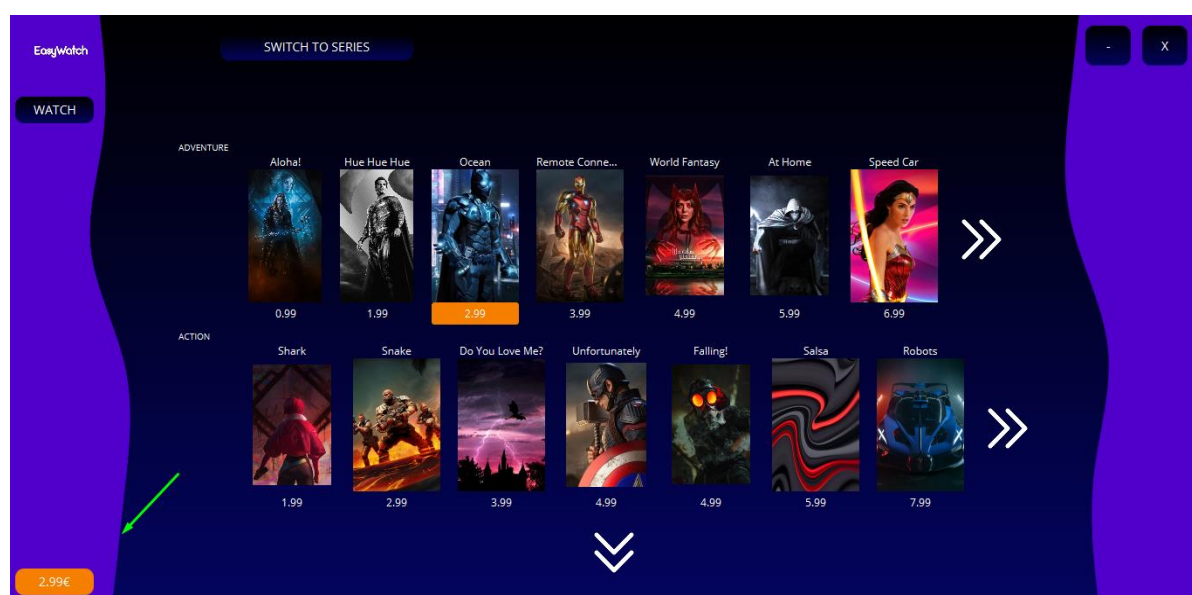 EasyWatch
SWITCH TO SERIES
-
X
WATCH
ADVENTURE
Aloha!
Hue Hue Hue
Ocean
Remote Conne...
World Fantasy
At Home
Speed Car
0.99
1.99
2.99
3.99
4.99
5.99
6.99
ACTION
Shark
Snake
Do You Love Me?
Unfortunately
Falling!
Salsa
Robots
1.99
2.99
3.99
4.99
4.99
5.99
7.99
2.99€